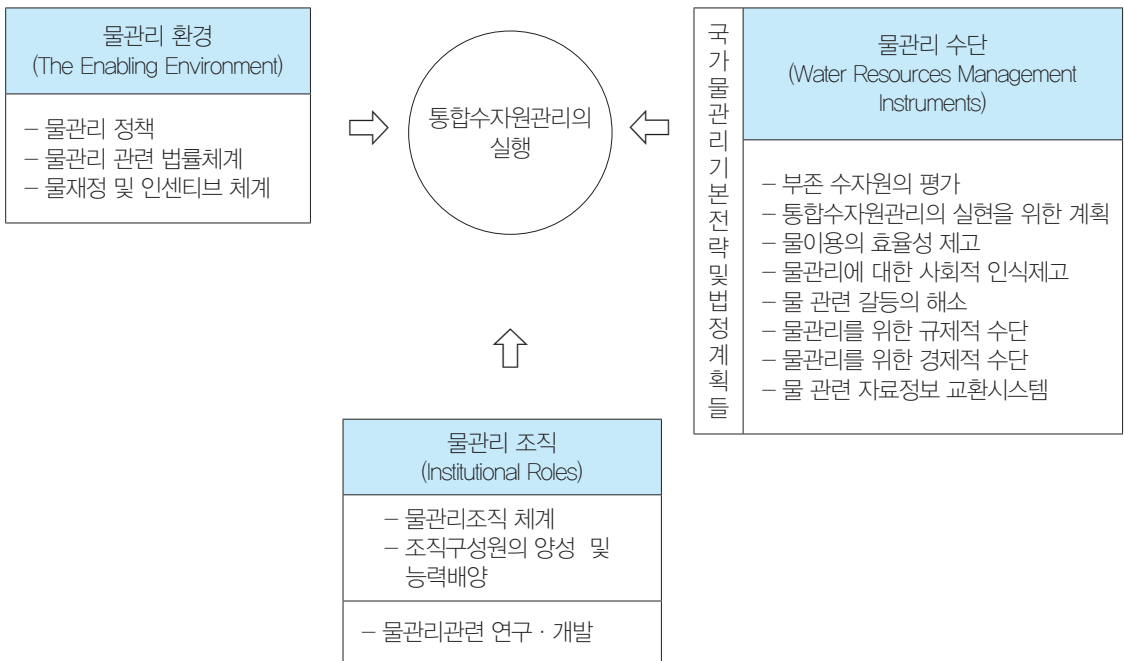 물관리 환경
(The Enabling Environment)
– 물관리 정책
– 물관리 관련 법률체계
– 물재정 및 인센티브 체계
통합수자원관리의
실행
국가물관리기본전략및법정계획들
물관리 수단
(Water Resources Management
Instruments)
– 부존 수자원의 평가
– 통합수자원관리의 실현을 위한 계획
– 물이용의 효율성 제고
– 물관리에 대한 사회적 인식제고
– 물 관련 갈등의 해소
– 물관리를 위한 규제적 수단
– 물관리를 위한 경제적 수단
– 물 관련 자료정보 교환시스템
물관리 조직
(Institutional Roles)
– 물관리조직 체계
– 조직구성원의 양성 및
능력배양
– 물관리관련 연구 · 개발